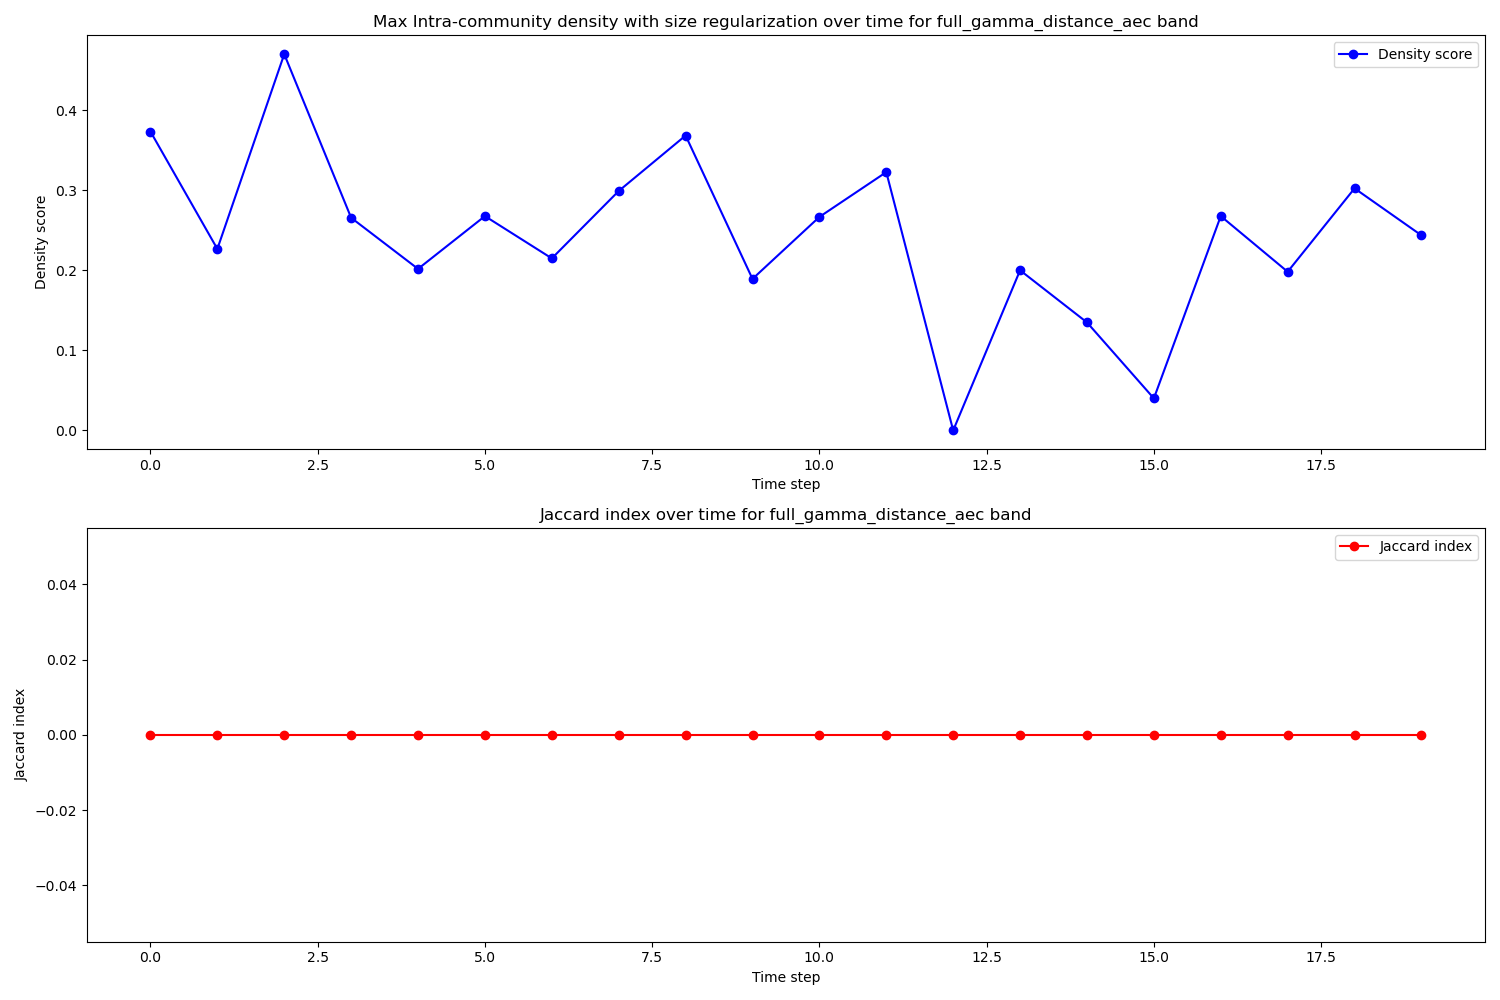 Max Intra-community density with size regularization over time for full_gamma_distance_aec band
Density score
Density score
0.4
0.3
0.2
0.1
0.0
0.0 2.5 5.0 7.5 10.0 12.5 15.0 17.5
Time step
Jaccard index over time for full_gamma_distance_aec band
Jaccard index
Jaccard index
0.04
0.02
0.00
−0.02
−0.04
0.0 2.5 5.0 7.5 10.0 12.5 15.0 17.5
Time step